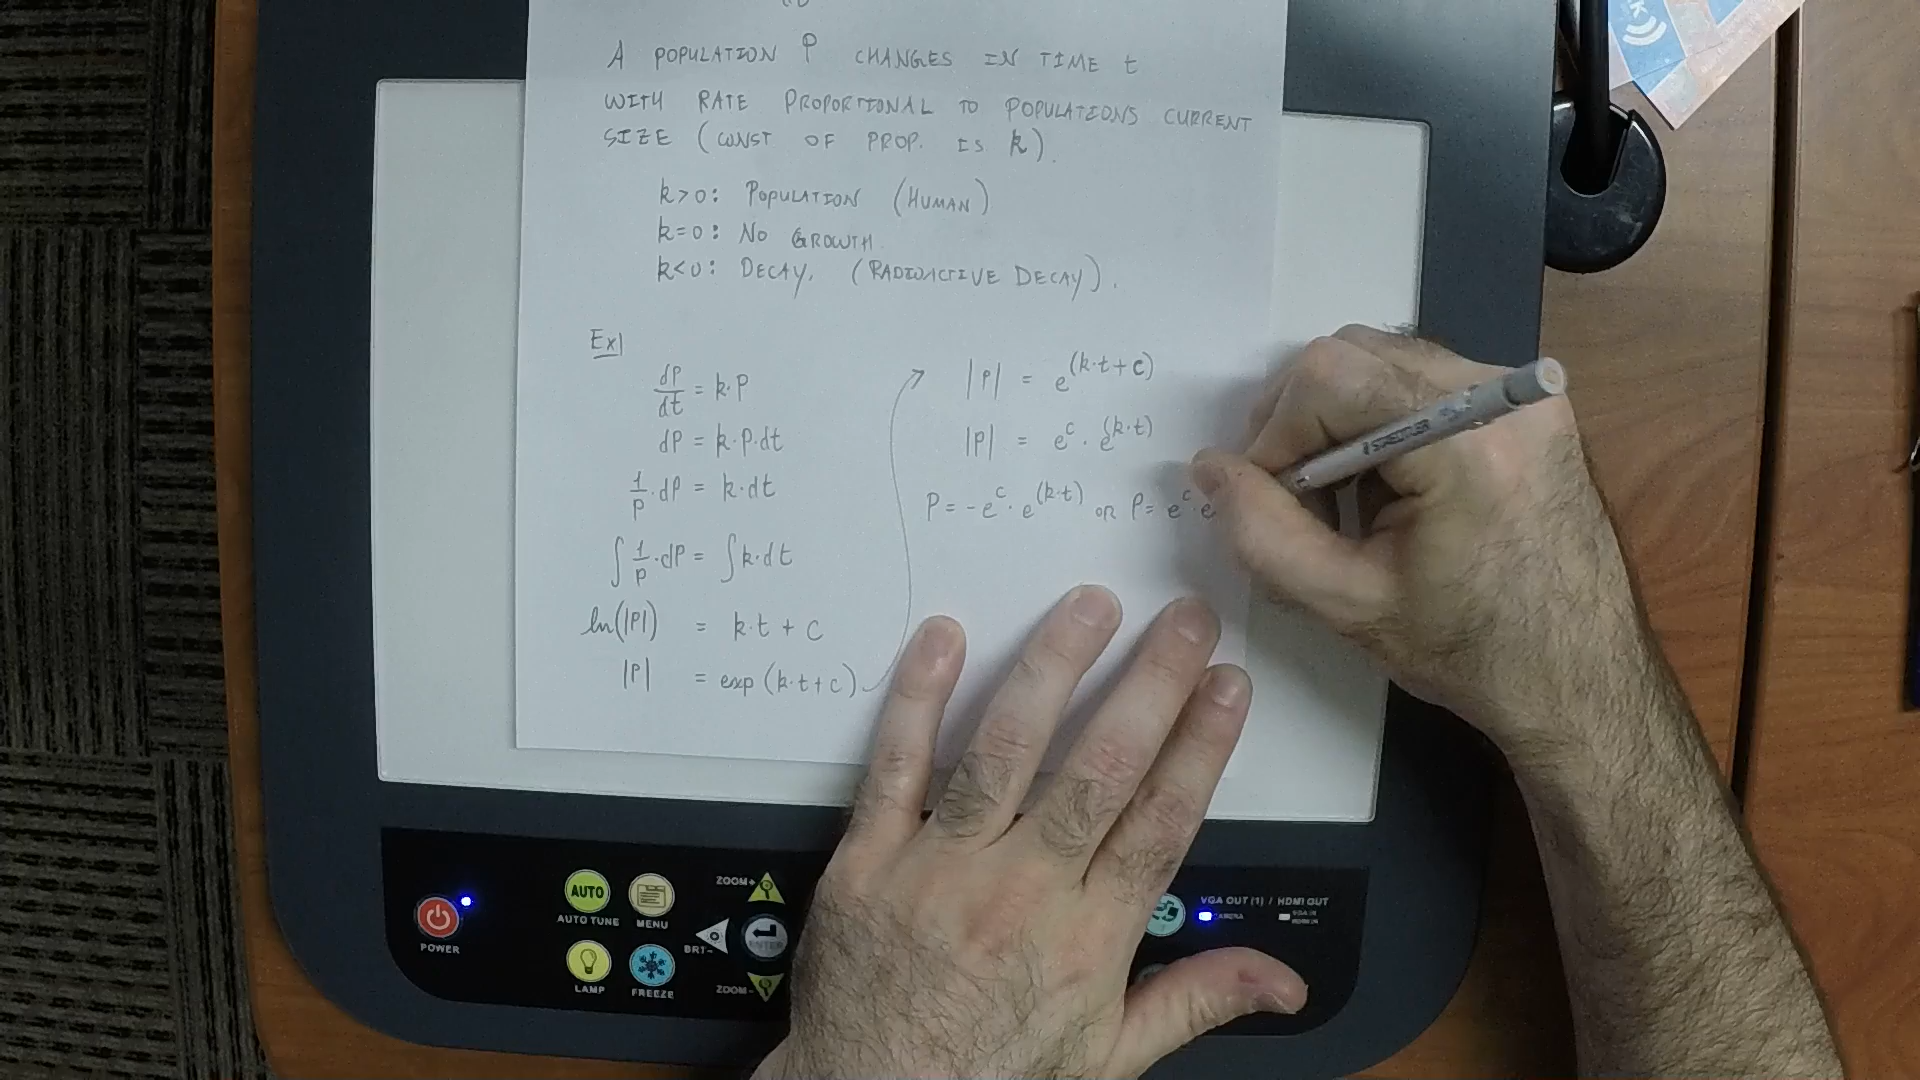 A POPULATION P CHANGES IN TIME t
WITH RATE PROPORTIONAL TO POPULATIONS CURRENT
SIZE (CONST OF PROP. IS k).
k>0: POPULATION (HUMAN)
k=0: NO GROWTH.
k<0: DECAY. (RADIOACTIVE DECAY).
Ex1
dP/dt = k·P
dP = k·P·dt
1/P·dP = k·dt
∫ 1/P·dP = ∫k·dt
ln(|P|) = k·t + c
|P| = exp(k·t+c)
|P| = e^(k·t+c)
|P| = e^c · e^(k·t)
P = -e^c · e^(k·t) OR P = e^c · e
STAEDTLER
POWER
AUTO
AUTO TUNE
MENU
LAMP
FREEZE
ZOOM+
BRT-
ENTER
ZOOM-
VGA OUT (1) / HDMI OUT
CAMERA